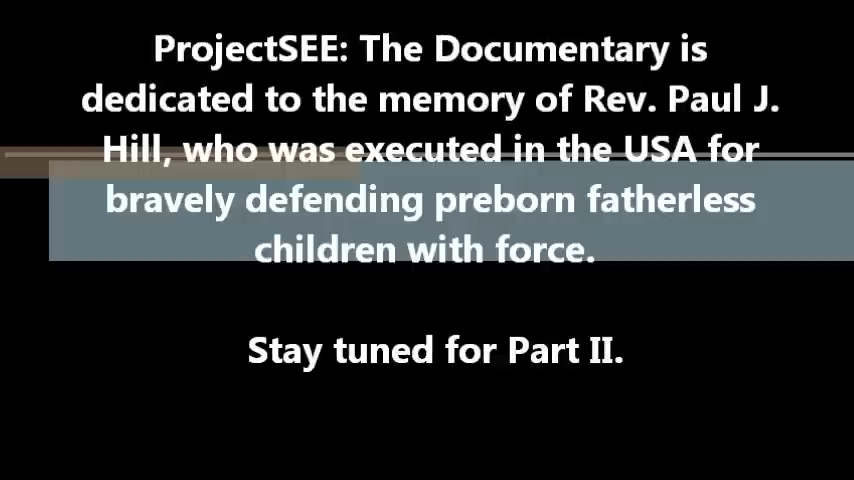 ProjectSEE: The Documentary is
dedicated to the memory of Rev. Paul J.
Hill, who was executed in the USA for
bravely defending preborn fatherless
children with force.
Stay tuned for Part II.